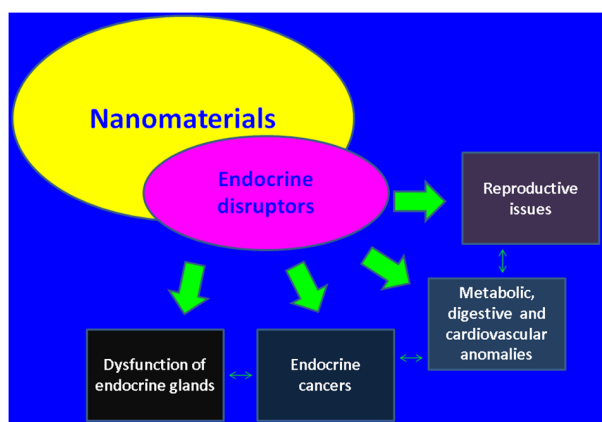 Nanomaterials
Endocrine
disruptors
Reproductive
issues
Metabolic,
digestive and
cardiovascular
anomalies
Dysfunction of
endocrine glands
Endocrine
cancers